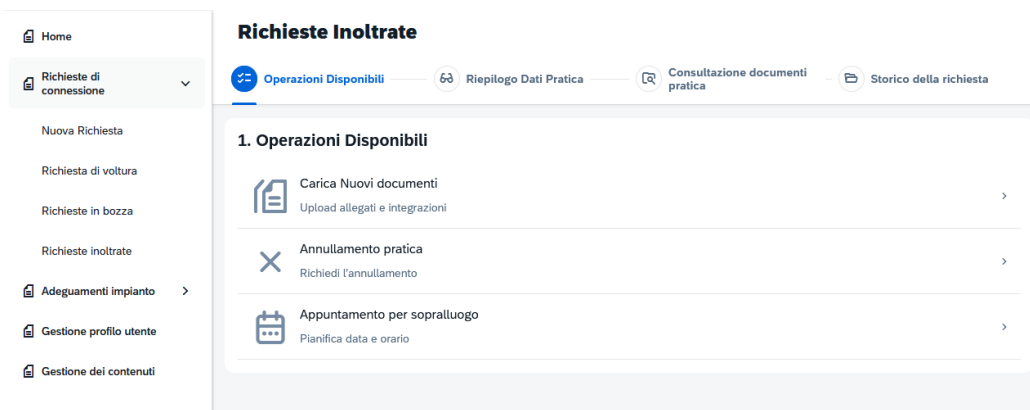 Home
Richieste di
connessione
Nuova Richiesta
Richiesta di voltura
Richieste in bozza
Richieste inoltrate
Adeguamenti impianto
Gestione profilo utente
Gestione dei contenuti
Richieste Inoltrate
Operazioni Disponibili
Riepilogo Dati Pratica
Consultazione documenti
pratica
Storico della richiesta
1. Operazioni Disponibili
Carica Nuovi documenti
Upload allegati e integrazioni
Annullamento pratica
Richiedi l'annullamento
Appuntamento per sopralluogo
Pianifica data e orario